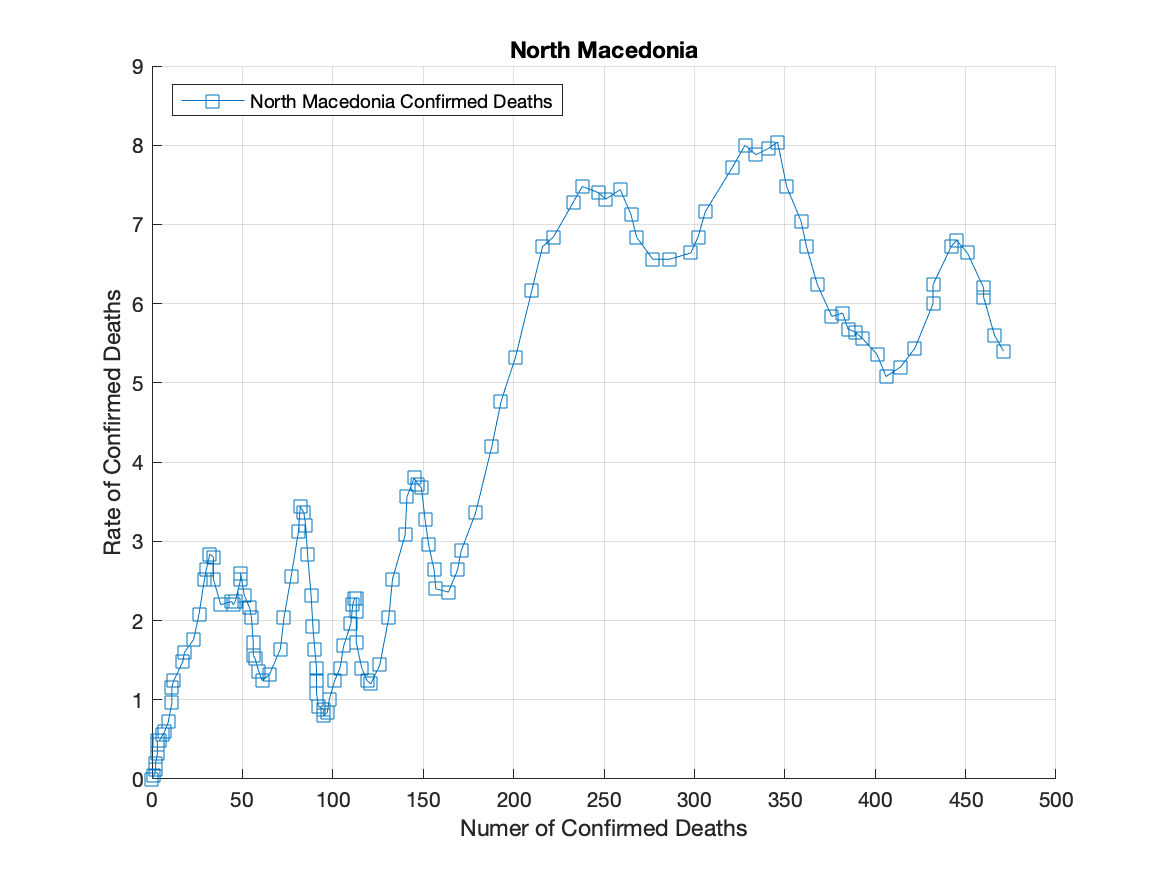 North Macedonia
North Macedonia Confirmed Deaths
Rate of Confirmed Deaths
9
8
7
6
5
4
3
2
1
0
0 50 100 150 200 250 300 350 400 450 500
Numer of Confirmed Deaths